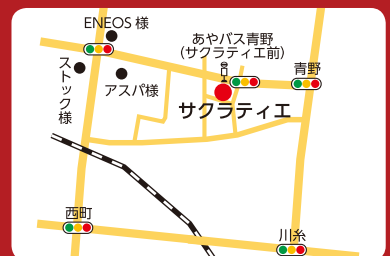 ENEOS 様
あやバス青野
(サクラティエ前)
青野
ストック様
アスパ様
サクラティエ
西町
川糸